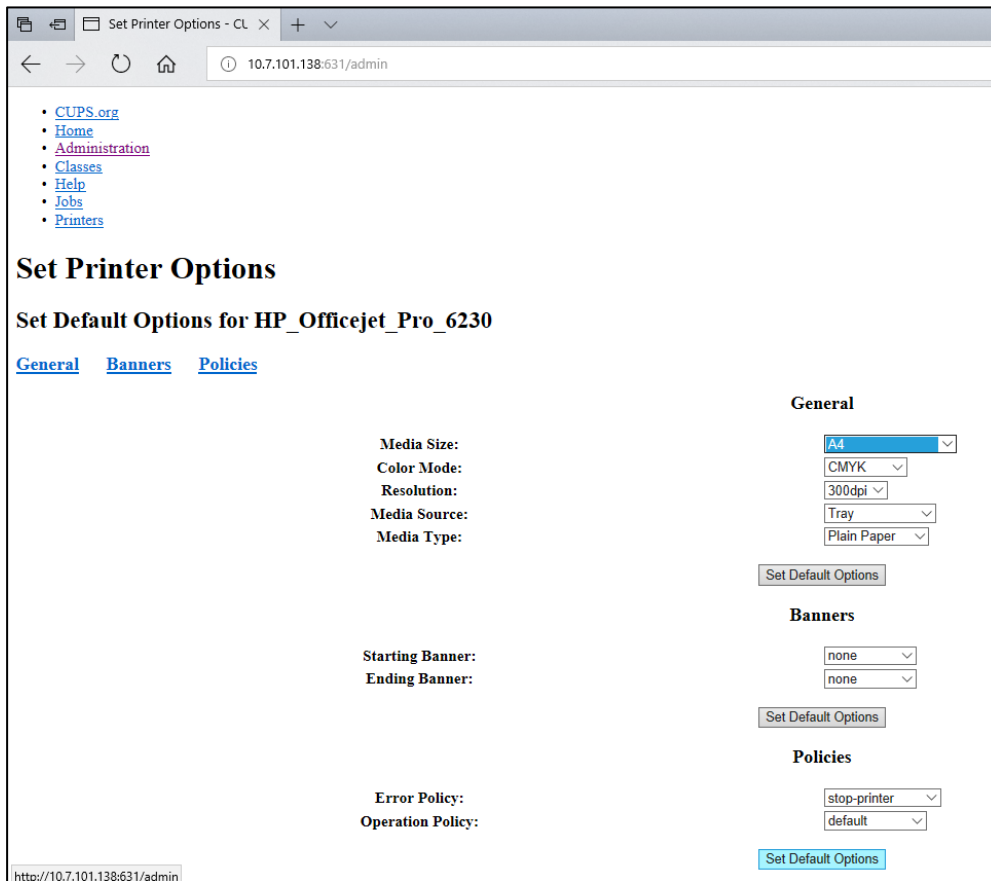 Set Printer Options - CU
10.7.101.138:631/admin
CUPS.org
Home
Administration
Classes
Help
Jobs
Printers
Set Printer Options
Set Default Options for HP_Officejet_Pro_6230
General Banners Policies
General
Media Size: A4
Color Mode: CMYK
Resolution: 300dpi
Media Source: Tray
Media Type: Plain Paper
Set Default Options
Banners
Starting Banner: none
Ending Banner: none
Set Default Options
Policies
Error Policy: stop-printer
Operation Policy: default
Set Default Options
http://10.7.101.138:631/admin